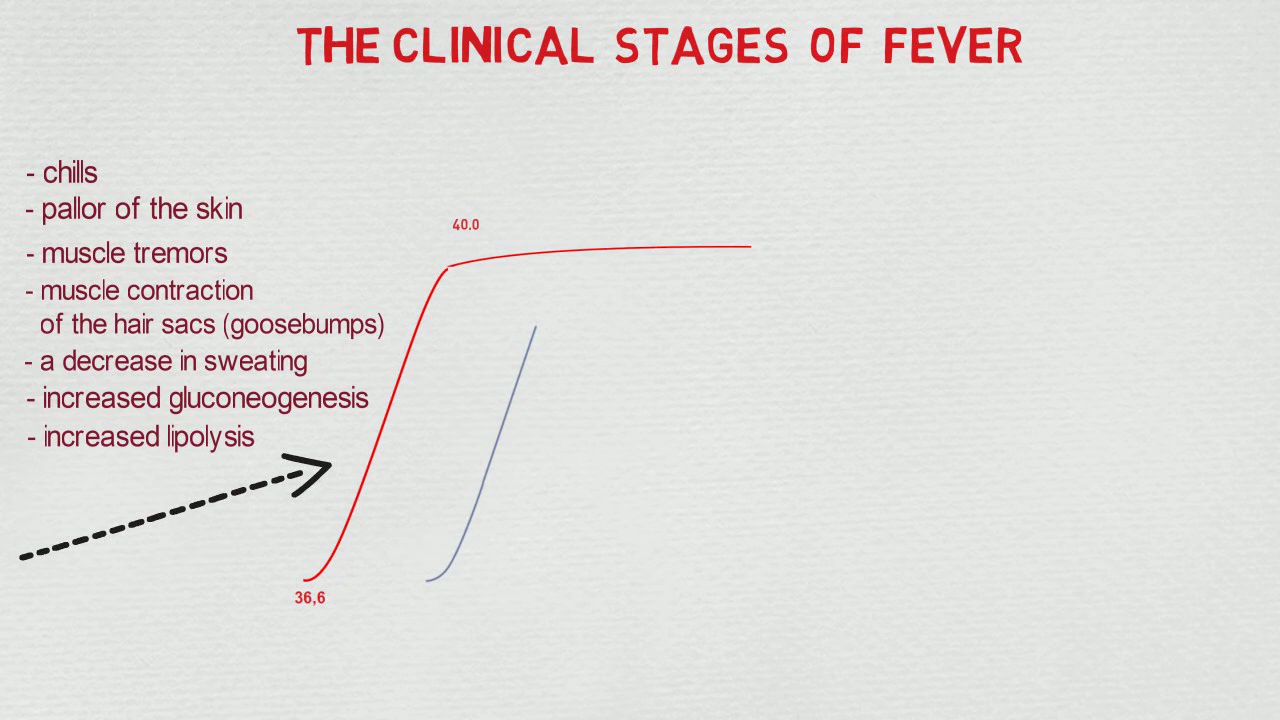 THE CLINICAL STAGES OF FEVER
- chills
- pallor of the skin
- muscle tremors
- muscle contraction
of the hair sacs (goosebumps)
- a decrease in sweating
- increased gluconeogenesis
- increased lipolysis
40.0
36,6